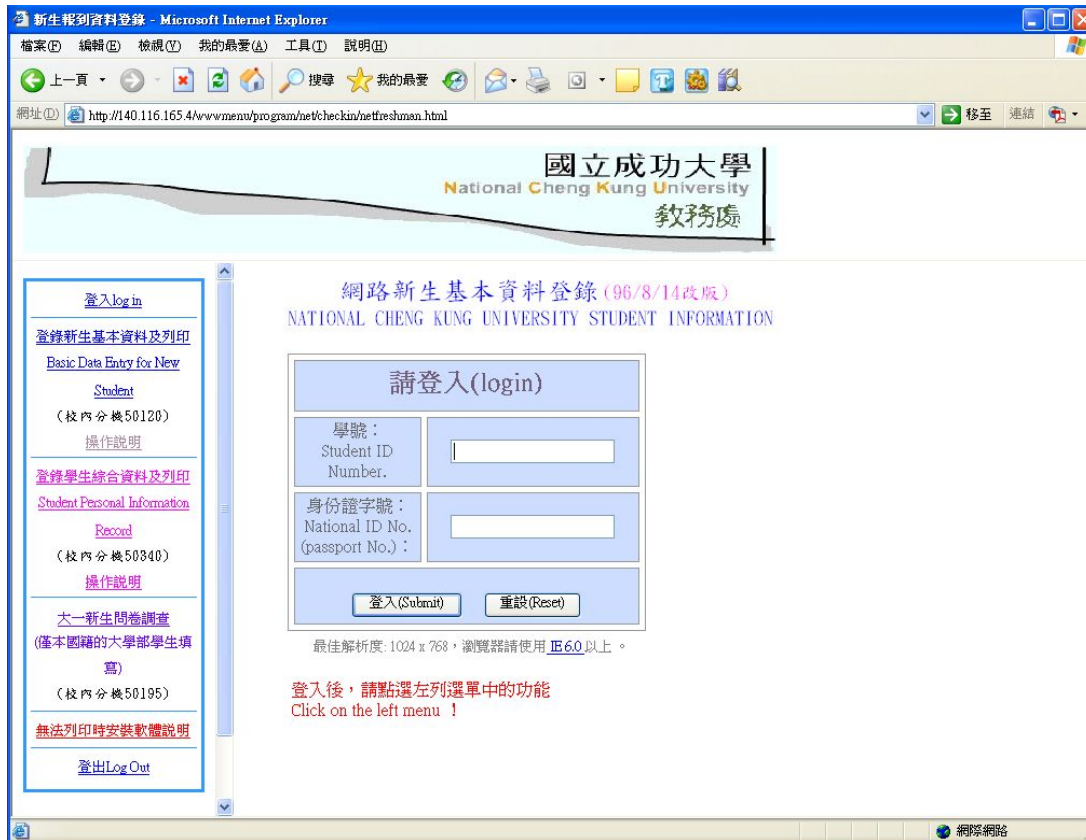 新生報到資料登錄 - Microsoft Internet Explorer
檔案(F) 編輯(E) 檢視(V) 我的最愛(A) 工具(T) 說明(H)
上一頁 搜尋 我的最愛
網址(D) http://140.116.165.4/wwwmenu/program/net/checkin/netfreshman.html 移至 連結
國立成功大學
National Cheng Kung University
教務處
登入log in
登錄新生基本資料及列印
Basic Data Entry for New
Student
(校內分機50120)
操作説明
登錄學生綜合資料及列印
Student Personal Information
Record
(校內分機50340)
操作説明
大一新生問卷調查
(僅本國籍的大學部學生填
寫)
(校內分機50195)
無法列印時安裝軟體説明
登出Log Out
網路新生基本資料登錄(96/8/14改版)
NATIONAL CHENG KUNG UNIVERSITY STUDENT INFORMATION
請登入(login)
學號：
Student ID
Number.
身份證字號：
National ID No.
(passport No.)：
登入(Submit) 重設(Reset)
最佳解析度: 1024 x 768，瀏覽器請使用 IE6.0 以上 。
登入後，請點選左列選單中的功能
Click on the left menu ！
網際網路